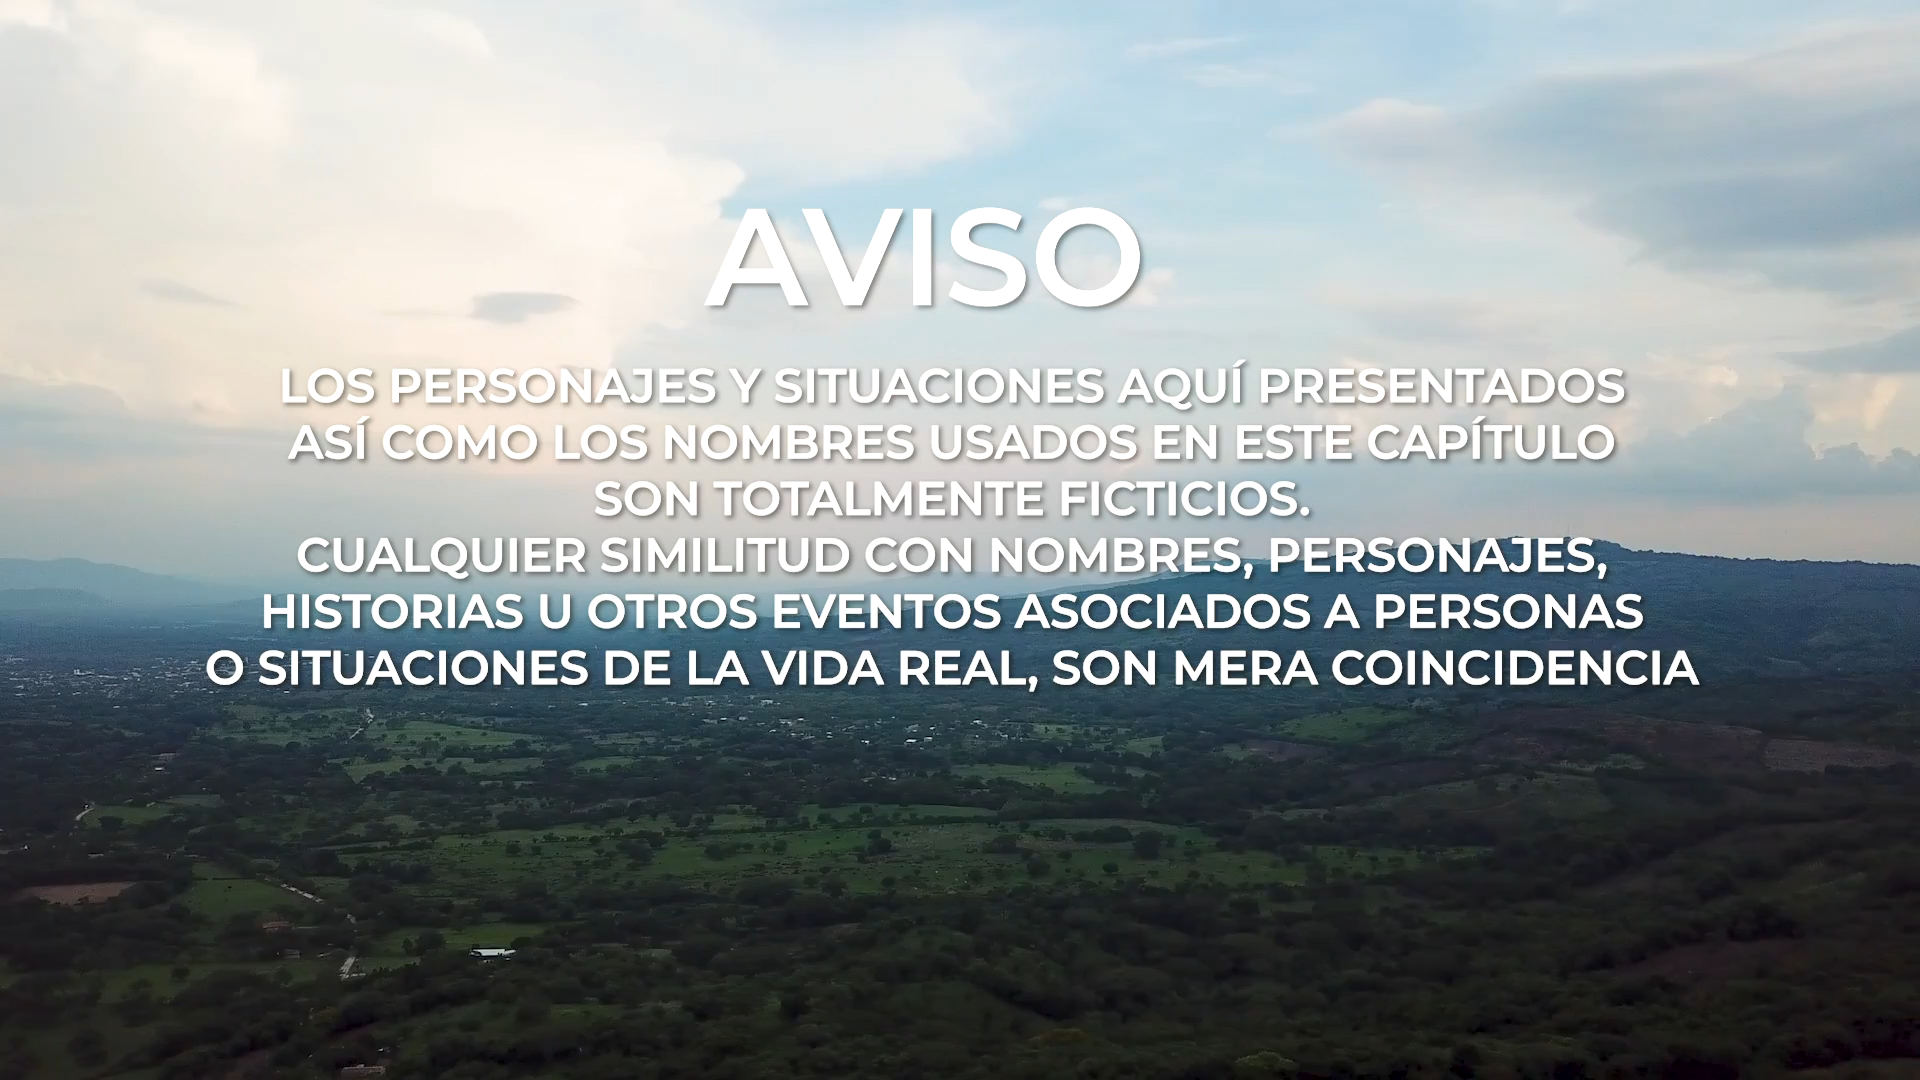 AVISO
LOS PERSONAJES Y SITUACIONES AQUÍ PRESENTADOS
ASÍ COMO LOS NOMBRES USADOS EN ESTE CAPÍTULO
SON TOTALMENTE FICTICIOS.
CUALQUIER SIMILITUD CON NOMBRES, PERSONAJES,
HISTORIAS U OTROS EVENTOS ASOCIADOS A PERSONAS
O SITUACIONES DE LA VIDA REAL, SON MERA COINCIDENCIA